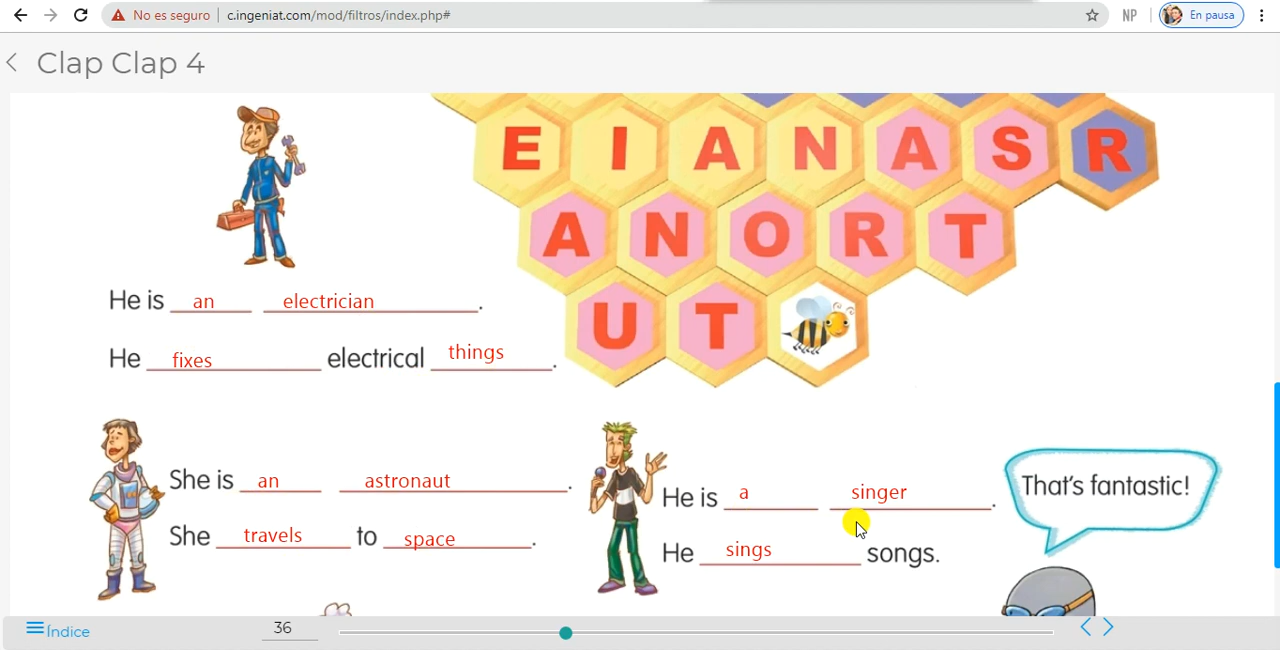 No es seguro c.ingeniat.com/mod/filtros/index.php#
NP
En pausa
Clap Clap 4
E I A N A S R
A N O R T
U T
He is an electrician.
He fixes electrical things.
She is an astronaut.
She travels to space.
He is a singer.
He sings songs.
That's fantastic!
Índice
36